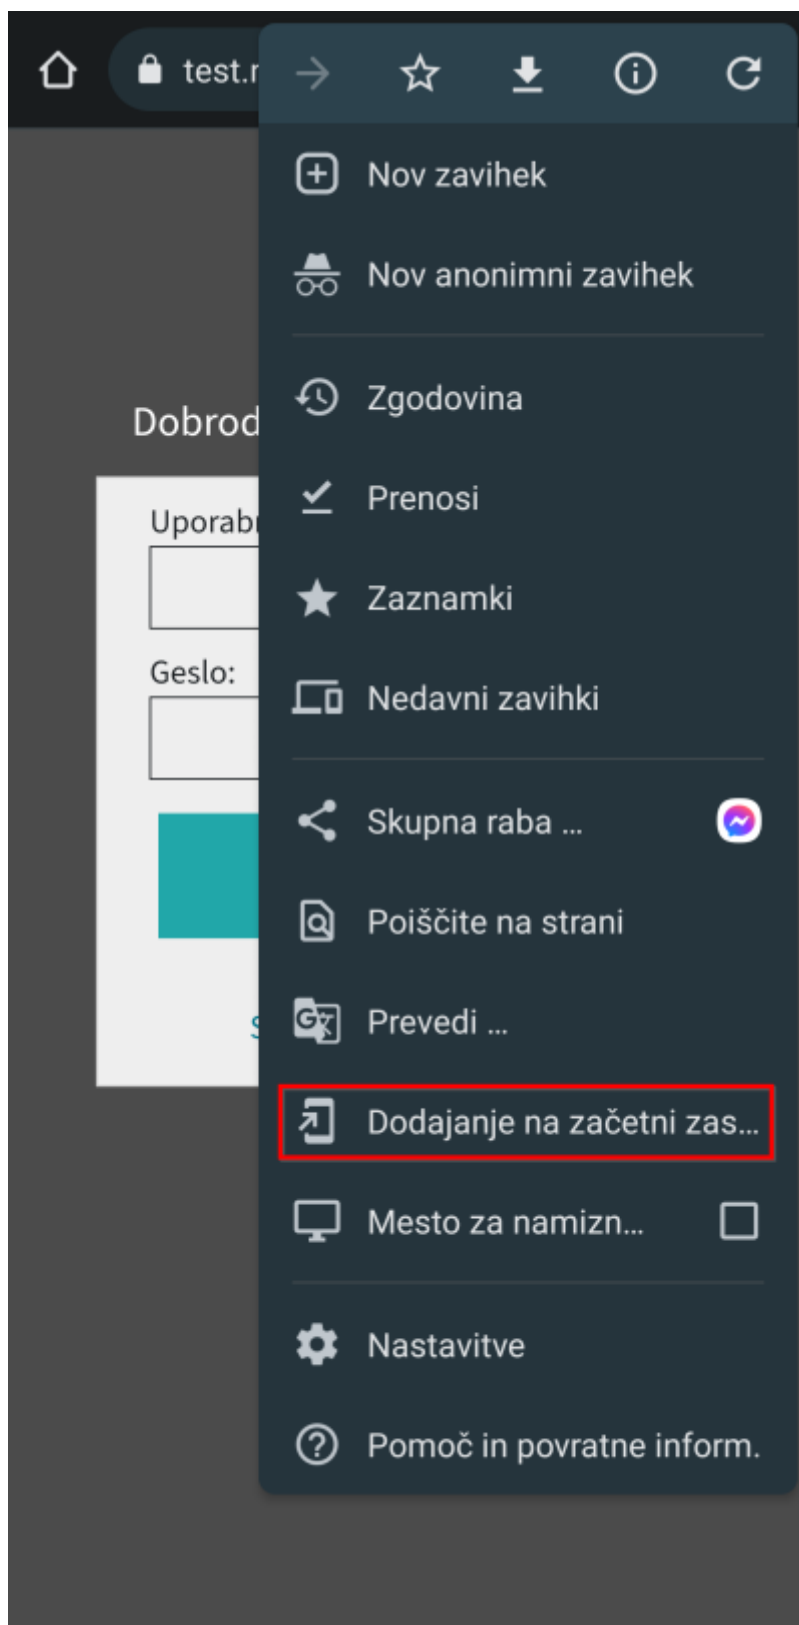 test.r
Nov zavihek
Nov anonimni zavihek
Zgodovina
Prenosi
Zaznamki
Nedavni zavihki
Skupna raba ...
Poiščite na strani
Prevedi ...
Dodajanje na začetni zas...
Mesto za namizn...
Nastavitve
Pomoč in povratne inform.
Dobrod
Uporab
Geslo: